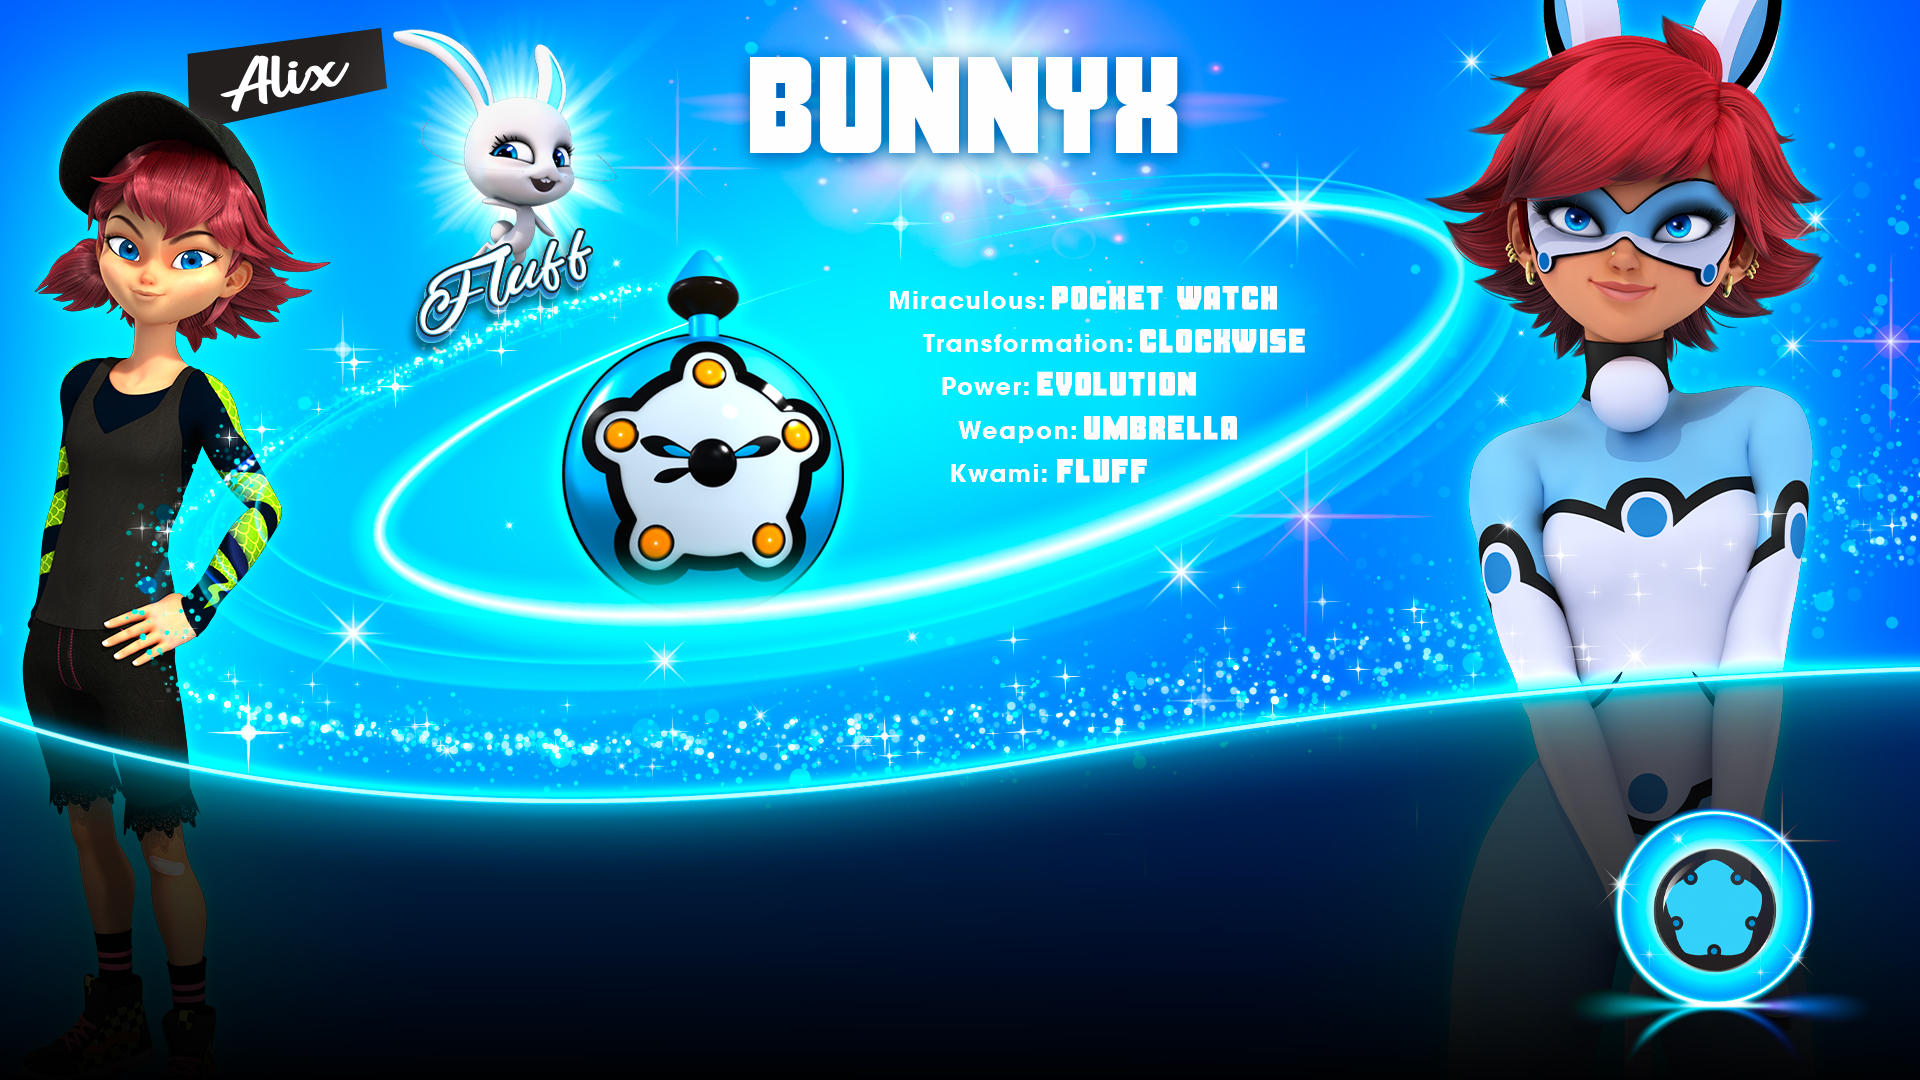 Alix
Fluff
BUNNYX
Miraculous: POCKET WATCH
Transformation: CLOCKWISE
Power: EVOLUTION
Weapon: UMBRELLA
Kwami: FLUFF